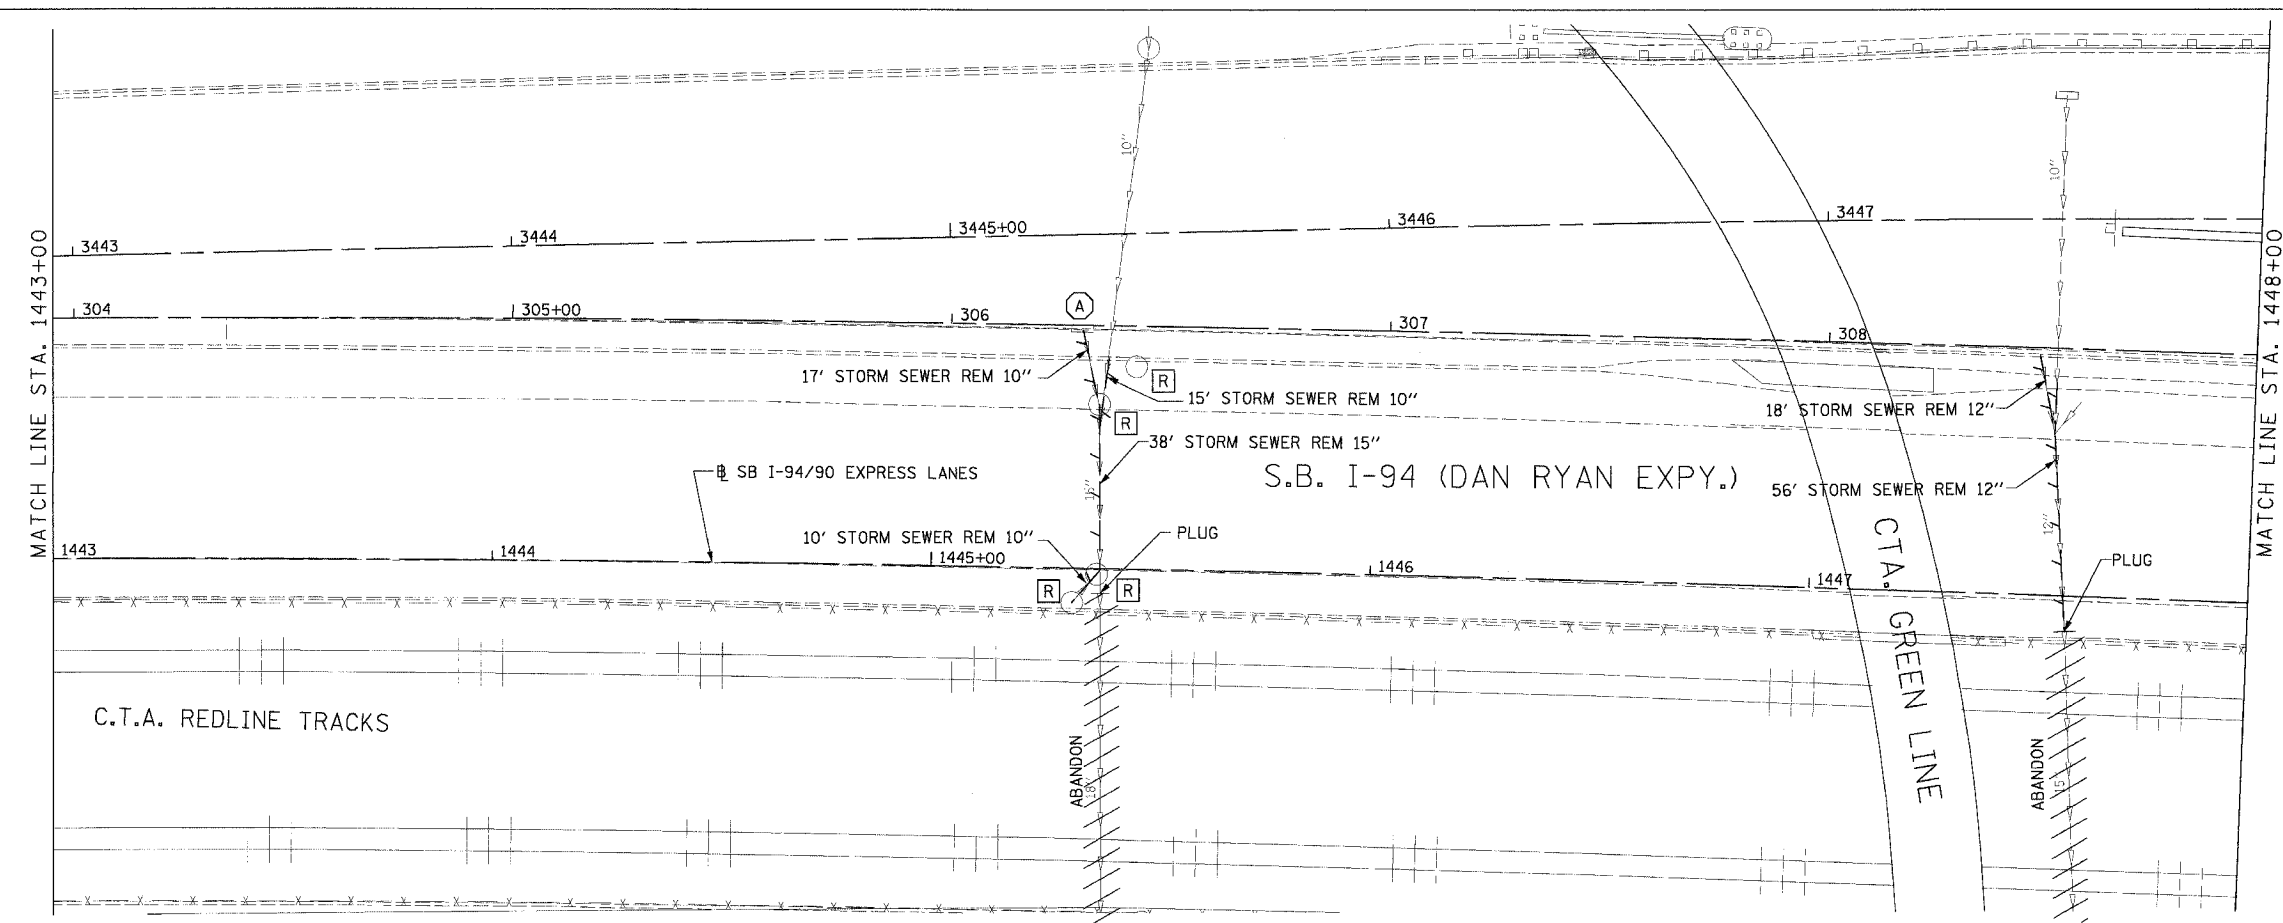 MATCH LINE STA. 1443+00
MATCH LINE STA. 1448+00
10"
10"
3443
3444
3445+00
3446
3447
304
305+00
306
307
308
A
17' STORM SEWER REM 10"
R
15' STORM SEWER REM 10"
R
18' STORM SEWER REM 12"
38' STORM SEWER REM 15"
℄ SB I-94/90 EXPRESS LANES
S.B. I-94 (DAN RYAN EXPY.)
56' STORM SEWER REM 12"
12"
10' STORM SEWER REM 10"
PLUG
PLUG
1443
1444
1445+00
1446
1447
R
R
CTA. GREEN LINE
C.T.A. REDLINE TRACKS
ABANDON
18"
ABANDON